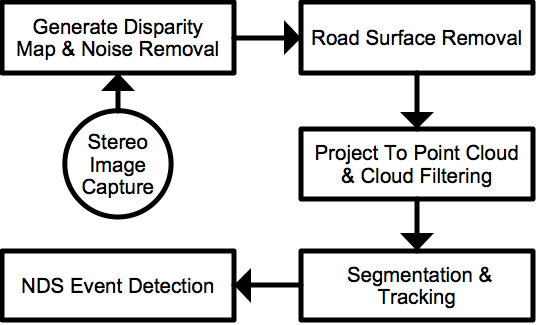 Generate Disparity
Map & Noise Removal
Road Surface Removal
Stereo
Image
Capture
Project To Point Cloud
& Cloud Filtering
NDS Event Detection
Segmentation &
Tracking